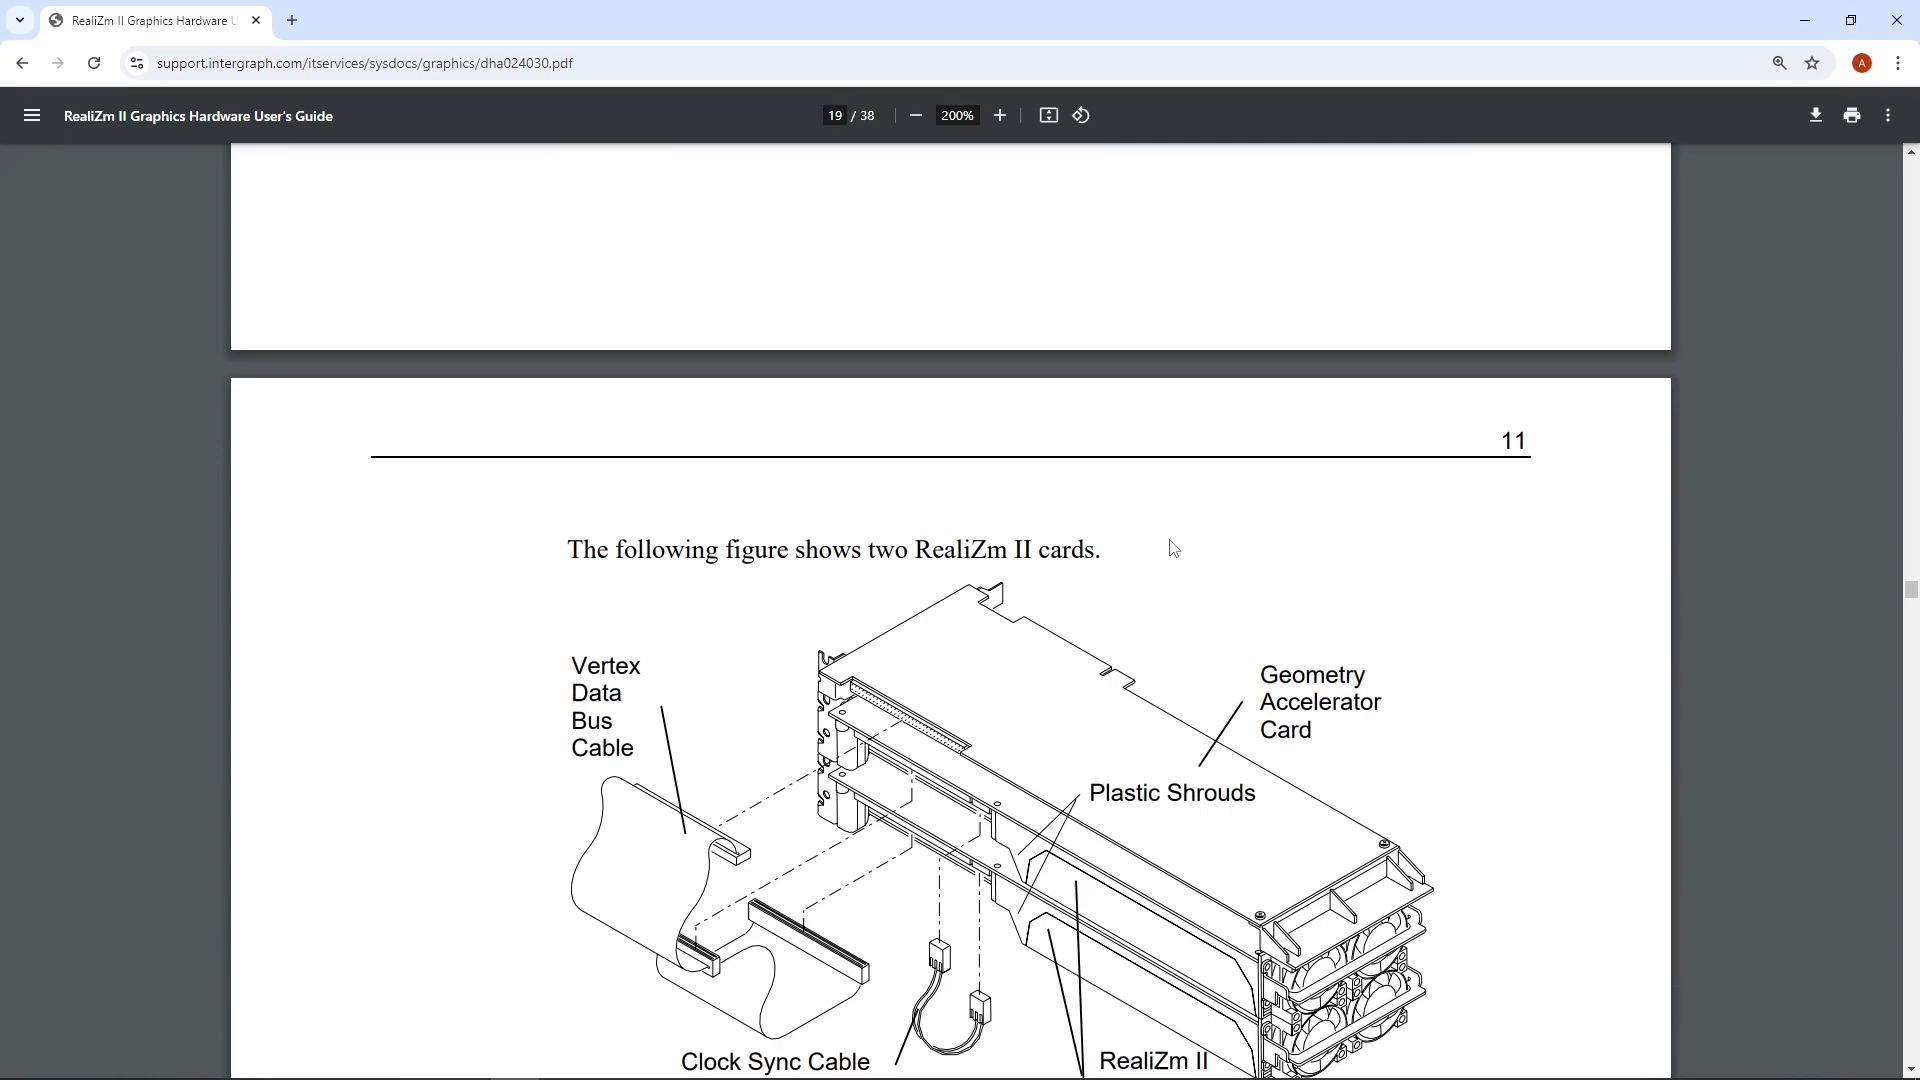 RealiZm II Graphics Hardware U
support.intergraph.com/itservices/sysdocs/graphics/dha024030.pdf
A
RealiZm II Graphics Hardware User's Guide
19 / 38
200%
11
The following figure shows two RealiZm II cards.
Vertex
Data
Bus
Cable
Geometry
Accelerator
Card
Plastic Shrouds
Clock Sync Cable
RealiZm II